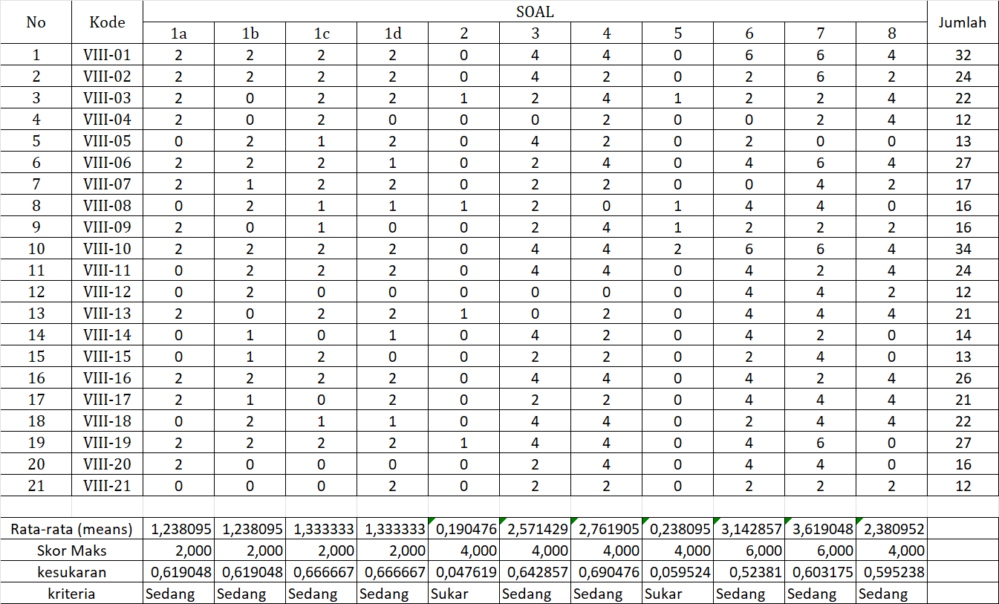 No Kode SOAL Jumlah
1a 1b 1c 1d 2 3 4 5 6 7 8
1 VIII-01 2 2 2 2 0 4 4 0 6 6 4 32
2 VIII-02 2 2 2 2 0 4 2 0 2 6 2 24
3 VIII-03 2 0 2 2 1 2 4 1 2 2 4 22
4 VIII-04 2 0 2 0 0 0 2 0 0 2 4 12
5 VIII-05 0 2 1 2 0 4 2 0 2 0 0 13
6 VIII-06 2 2 2 1 0 2 4 0 4 6 4 27
7 VIII-07 2 1 2 2 0 2 2 0 0 4 2 17
8 VIII-08 0 2 1 1 1 2 0 1 4 4 0 16
9 VIII-09 2 0 1 0 0 2 4 1 2 2 2 16
10 VIII-10 2 2 2 2 0 4 4 2 6 6 4 34
11 VIII-11 0 2 2 2 0 4 4 0 4 2 4 24
12 VIII-12 0 2 0 0 0 0 0 0 4 4 2 12
13 VIII-13 2 0 2 2 1 0 2 0 4 4 4 21
14 VIII-14 0 1 0 1 0 4 2 0 4 2 0 14
15 VIII-15 0 1 2 0 0 2 2 0 2 4 0 13
16 VIII-16 2 2 2 2 0 4 4 0 4 2 4 26
17 VIII-17 2 1 0 2 0 2 2 0 4 4 4 21
18 VIII-18 0 2 1 1 0 4 4 0 2 4 4 22
19 VIII-19 2 2 2 2 1 4 4 0 4 6 0 27
20 VIII-20 2 0 0 0 0 2 4 0 4 4 0 16
21 VIII-21 0 0 0 2 0 2 2 0 2 2 2 12
Rata-rata (means) 1,238095 1,238095 1,333333 1,333333 0,190476 2,571429 2,761905 0,238095 3,142857 3,619048 2,380952
Skor Maks 2,000 2,000 2,000 2,000 4,000 4,000 4,000 4,000 6,000 6,000 4,000
kesukaran 0,619048 0,619048 0,666667 0,666667 0,047619 0,642857 0,690476 0,059524 0,52381 0,603175 0,595238
kriteria Sedang Sedang Sedang Sedang Sukar Sedang Sedang Sukar Sedang Sedang Sedang